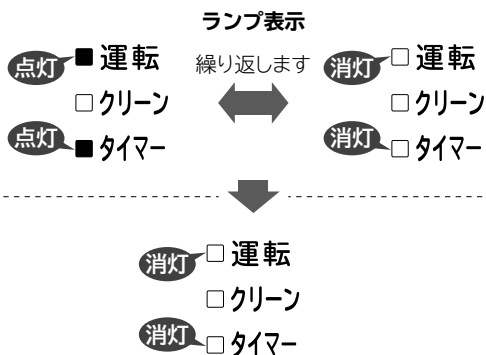 ランプ表示
点灯 ■ 運転
□ クリーン
点灯 ■ タイマー
繰り返します
消灯 □ 運転
□ クリーン
消灯 □ タイマー
消灯 □ 運転
□ クリーン
消灯 □ タイマー